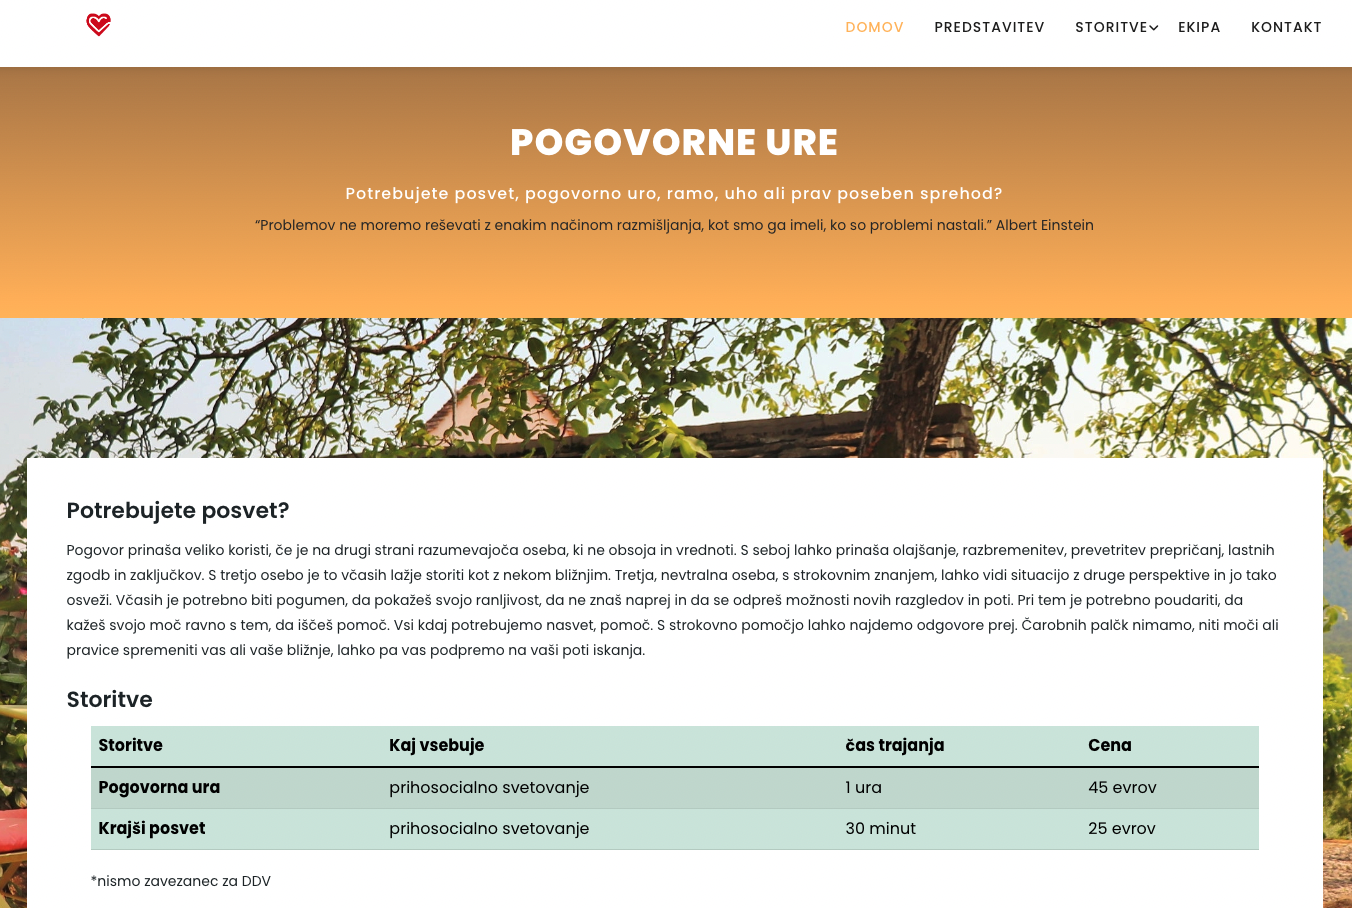 DOMOV PREDSTAVITEV STORITVE EKIPA KONTAKT
POGOVORNE URE
Potrebujete posvet, pogovorno uro, ramo, uho ali prav poseben sprehod?
“Problemov ne moremo reševati z enakim načinom razmišljanja, kot smo ga imeli, ko so problemi nastali.” Albert Einstein
Potrebujete posvet?
Pogovor prinaša veliko koristi, če je na drugi strani razumevajoča oseba, ki ne obsoja in vrednoti. S seboj lahko prinaša olajšanje, razbremenitev, prevetritev prepričanj, lastnih
zgodb in zaključkov. S tretjo osebo je to včasih lažje storiti kot z nekom bližnjim. Tretja, nevtralna oseba, s strokovnim znanjem, lahko vidi situacijo z druge perspektive in jo tako
osveži. Včasih je potrebno biti pogumen, da pokažeš svojo ranljivost, da ne znaš naprej in da se odpreš možnosti novih razgledov in poti. Pri tem je potrebno poudariti, da
kažeš svojo moč ravno s tem, da iščeš pomoč. Vsi kdaj potrebujemo nasvet, pomoč. S strokovno pomočjo lahko najdemo odgovore prej. Čarobnih palčk nimamo, niti moči ali
pravice spremeniti vas ali vaše bližnje, lahko pa vas podpremo na vaši poti iskanja.
Storitve
Storitve Kaj vsebuje čas trajanja Cena
Pogovorna ura prihosocialno svetovanje 1 ura 45 evrov
Krajši posvet prihosocialno svetovanje 30 minut 25 evrov
*nismo zavezanec za DDV